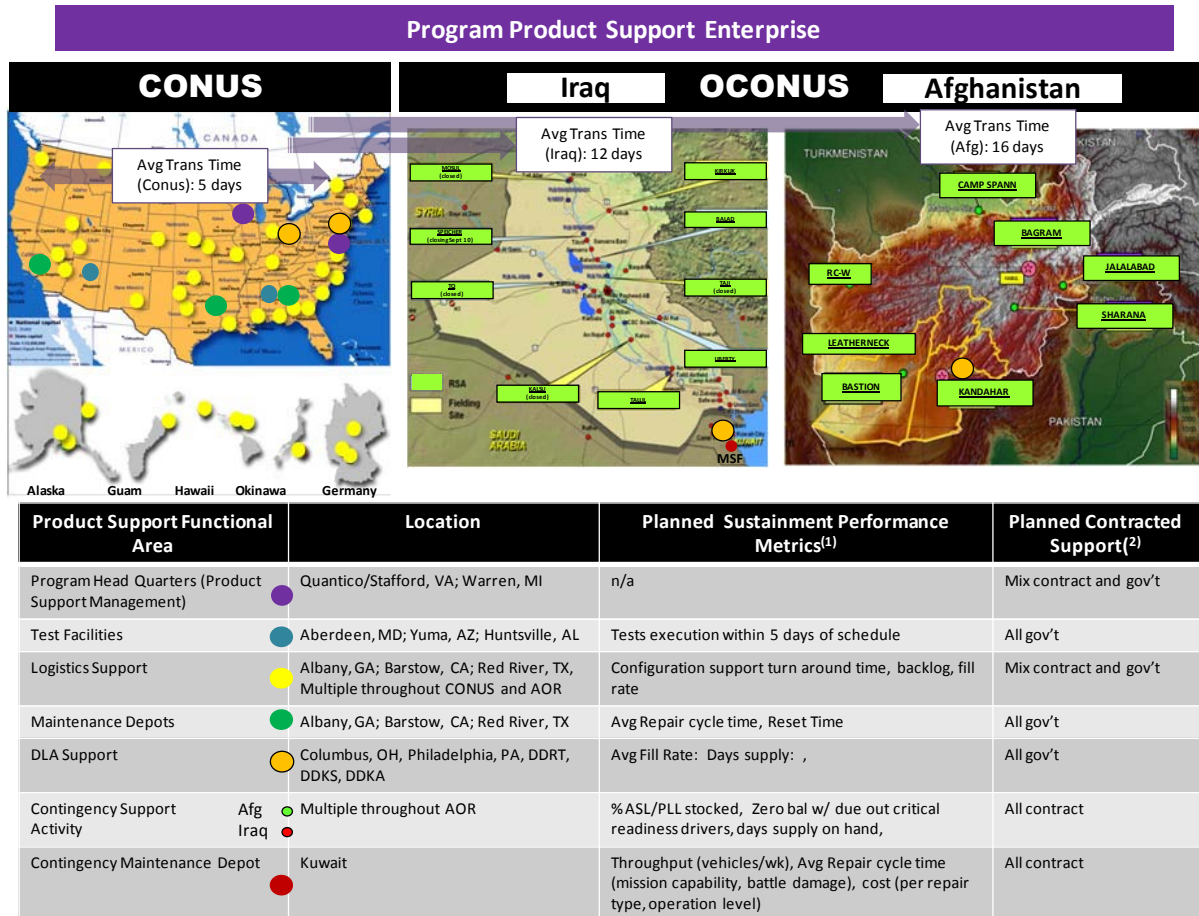 Program Product Support Enterprise
CONUS
Iraq
OCONUS
Afghanistan
Avg Trans Time
(Conus): 5 days
Avg Trans Time
(Iraq): 12 days
Avg Trans Time
(Afg): 16 days
CANADA
MEXICO
MOSUL
(closed)
KIRKUK
SYRIA
SPEICHER
(closing Sept 10)
BALAD
TQ
(closed)
TAJI
(closed)
LIBERTY
KALSU
(closed)
TALLIL
RSA
Fielding
Site
SAUDI
ARABIA
MSF
TURKMENISTAN
CAMP SPANN
BAGRAM
RC-W
JALALABAD
SHARANA
LEATHERNECK
BASTION
KANDAHAR
PAKISTAN
Alaska Guam Hawaii Okinawa Germany
Product Support Functional
Area
Location
Planned Sustainment Performance
Metrics(1)
Planned Contracted
Support(2)
Program Head Quarters (Product
Support Management)
Quantico/Stafford, VA; Warren, MI
n/a
Mix contract and gov't
Test Facilities
Aberdeen, MD; Yuma, AZ; Huntsville, AL
Tests execution within 5 days of schedule
All gov't
Logistics Support
Albany, GA; Barstow, CA; Red River, TX,
Multiple throughout CONUS and AOR
Configuration support turn around time, backlog, fill
rate
Mix contract and gov't
Maintenance Depots
Albany, GA; Barstow, CA; Red River, TX
Avg Repair cycle time, Reset Time
All gov't
DLA Support
Columbus, OH, Philadelphia, PA, DDRT,
DDKS, DDKA
Avg Fill Rate: Days supply: ,
All gov't
Contingency Support Afg
Activity Iraq
Multiple throughout AOR
%ASL/PLL stocked, Zero bal w/ due out critical
readiness drivers, days supply on hand,
All contract
Contingency Maintenance Depot
Kuwait
Throughput (vehicles/wk), Avg Repair cycle time
(mission capability, battle damage), cost (per repair
type, operation level)
All contract